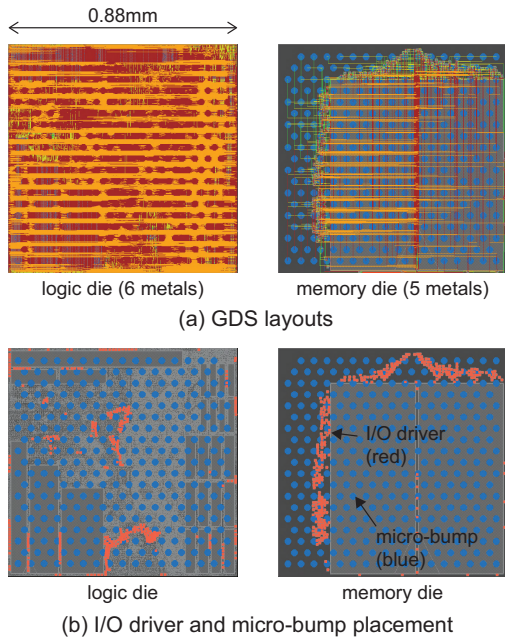 0.88mm
logic die (6 metals)
memory die (5 metals)
(a) GDS layouts
I/O driver
(red)
micro-bump
(blue)
logic die
memory die
(b) I/O driver and micro-bump placement